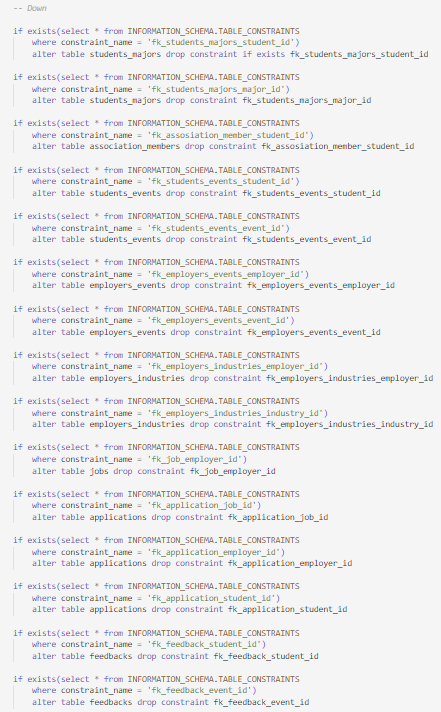 -- Down
if exists(select * from INFORMATION_SCHEMA.TABLE_CONSTRAINTS
where constraint_name = 'fk_students_majors_student_id')
alter table students_majors drop constraint if exists fk_students_majors_student_id
if exists(select * from INFORMATION_SCHEMA.TABLE_CONSTRAINTS
where constraint_name = 'fk_students_majors_major_id')
alter table students_majors drop constraint fk_students_majors_major_id
if exists(select * from INFORMATION_SCHEMA.TABLE_CONSTRAINTS
where constraint_name = 'fk_assosiation_member_student_id')
alter table association_members drop constraint fk_assosiation_member_student_id
if exists(select * from INFORMATION_SCHEMA.TABLE_CONSTRAINTS
where constraint_name = 'fk_students_events_student_id')
alter table students_events drop constraint fk_students_events_student_id
if exists(select * from INFORMATION_SCHEMA.TABLE_CONSTRAINTS
where constraint_name = 'fk_students_events_event_id')
alter table students_events drop constraint fk_students_events_event_id
if exists(select * from INFORMATION_SCHEMA.TABLE_CONSTRAINTS
where constraint_name = 'fk_employers_events_employer_id')
alter table employers_events drop constraint fk_employers_events_employer_id
if exists(select * from INFORMATION_SCHEMA.TABLE_CONSTRAINTS
where constraint_name = 'fk_employers_events_event_id')
alter table employers_events drop constraint fk_employers_events_event_id
if exists(select * from INFORMATION_SCHEMA.TABLE_CONSTRAINTS
where constraint_name = 'fk_employers_industries_employer_id')
alter table employers_industries drop constraint fk_employers_industries_employer_id
if exists(select * from INFORMATION_SCHEMA.TABLE_CONSTRAINTS
where constraint_name = 'fk_employers_industries_industry_id')
alter table employers_industries drop constraint fk_employers_industries_industry_id
if exists(select * from INFORMATION_SCHEMA.TABLE_CONSTRAINTS
where constraint_name = 'fk_job_employer_id')
alter table jobs drop constraint fk_job_employer_id
if exists(select * from INFORMATION_SCHEMA.TABLE_CONSTRAINTS
where constraint_name = 'fk_application_job_id')
alter table applications drop constraint fk_application_job_id
if exists(select * from INFORMATION_SCHEMA.TABLE_CONSTRAINTS
where constraint_name = 'fk_application_employer_id')
alter table applications drop constraint fk_application_employer_id
if exists(select * from INFORMATION_SCHEMA.TABLE_CONSTRAINTS
where constraint_name = 'fk_application_student_id')
alter table applications drop constraint fk_application_student_id
if exists(select * from INFORMATION_SCHEMA.TABLE_CONSTRAINTS
where constraint_name = 'fk_feedback_student_id')
alter table feedbacks drop constraint fk_feedback_student_id
if exists(select * from INFORMATION_SCHEMA.TABLE_CONSTRAINTS
where constraint_name = 'fk_feedback_event_id')
alter table feedbacks drop constraint fk_feedback_event_id